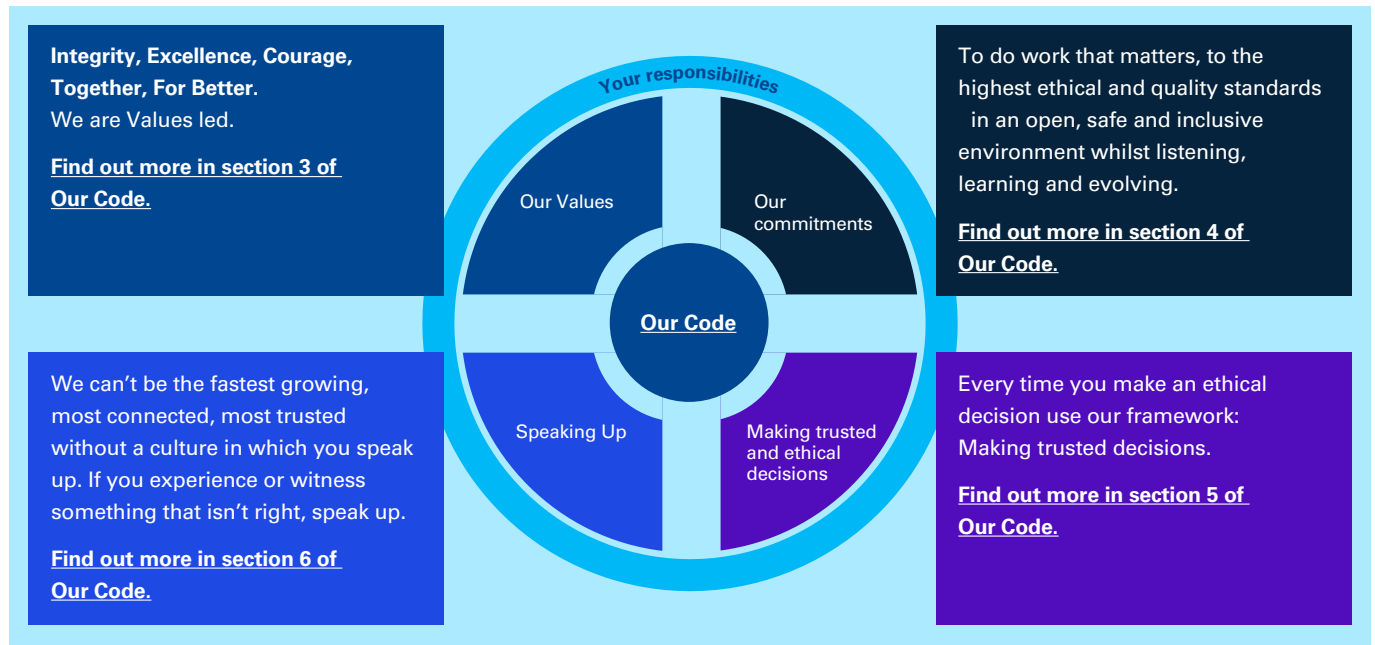 Integrity, Excellence, Courage,
Together, For Better.
We are Values led.
Find out more in section 3 of
Our Code.
Your responsibilities
Our Values
Our
commitments
Our Code
Speaking Up
Making trusted
and ethical
decisions
To do work that matters, to the
highest ethical and quality standards
in an open, safe and inclusive
environment whilst listening,
learning and evolving.
Find out more in section 4 of
Our Code.
We can’t be the fastest growing,
most connected, most trusted
without a culture in which you speak
up. If you experience or witness
something that isn’t right, speak up.
Find out more in section 6 of
Our Code.
Every time you make an ethical
decision use our framework:
Making trusted decisions.
Find out more in section 5 of
Our Code.